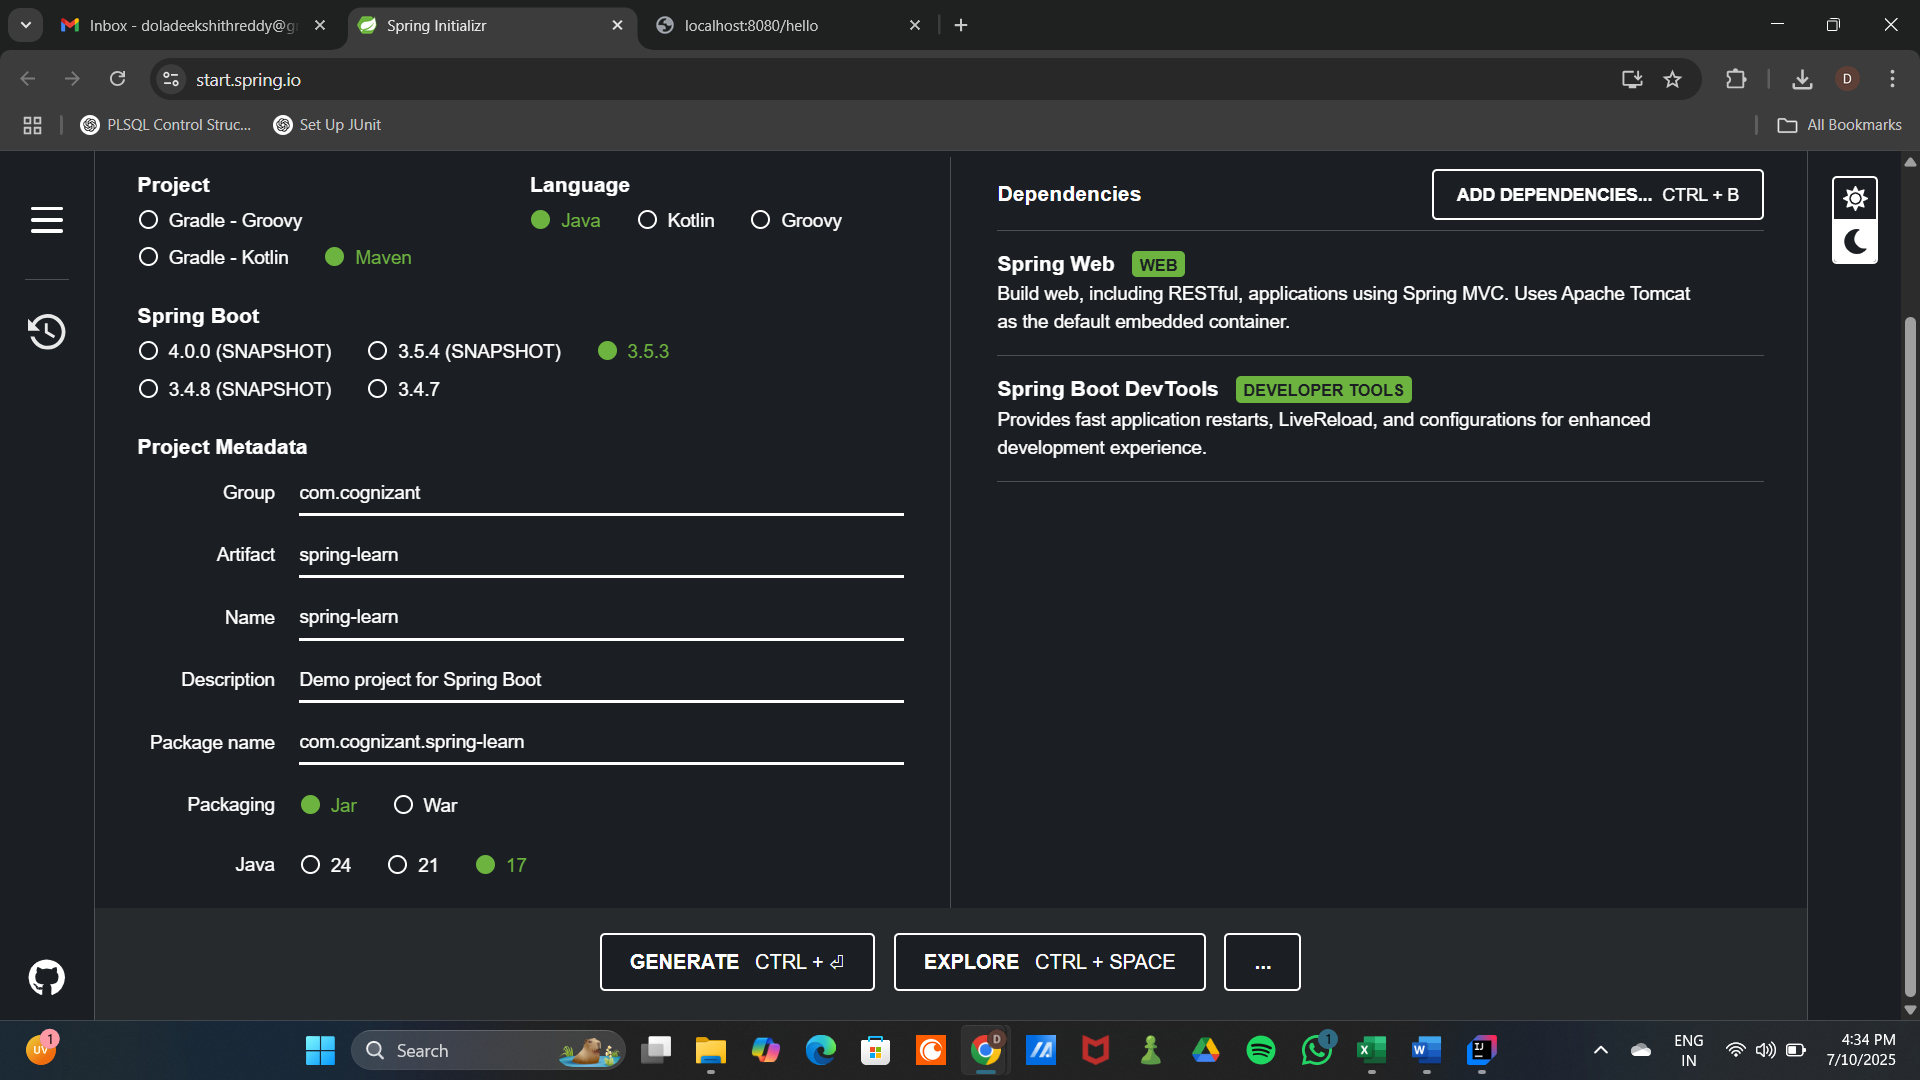 Inbox - doladeekshithreddy@g
Spring Initializr
localhost:8080/hello
start.spring.io
D
PLSQL Control Struc...
Set Up JUnit
All Bookmarks
Project
Gradle - Groovy
Gradle - Kotlin
Maven
Language
Java
Kotlin
Groovy
Spring Boot
4.0.0 (SNAPSHOT)
3.5.4 (SNAPSHOT)
3.5.3
3.4.8 (SNAPSHOT)
3.4.7
Project Metadata
Group
com.cognizant
Artifact
spring-learn
Name
spring-learn
Description
Demo project for Spring Boot
Package name
com.cognizant.spring-learn
Packaging
Jar
War
Java
24
21
17
Dependencies
ADD DEPENDENCIES... CTRL + B
Spring Web WEB
Build web, including RESTful, applications using Spring MVC. Uses Apache Tomcat
as the default embedded container.
Spring Boot DevTools DEVELOPER TOOLS
Provides fast application restarts, LiveReload, and configurations for enhanced
development experience.
GENERATE CTRL + ⏎
EXPLORE CTRL + SPACE
...
UV
1
Search
D
X
1
W
IJ
ENG
IN
4:34 PM
7/10/2025